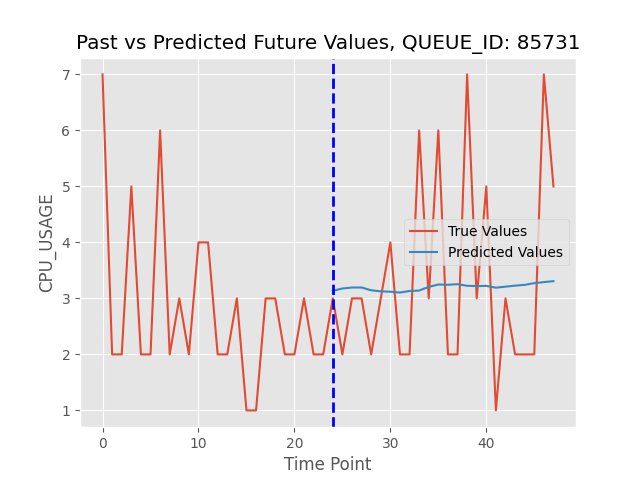 Past vs Predicted Future Values, QUEUE_ID: 85731
7
6
5
4
3
2
1
CPU_USAGE
True Values
Predicted Values
0
10
20
30
40
Time Point